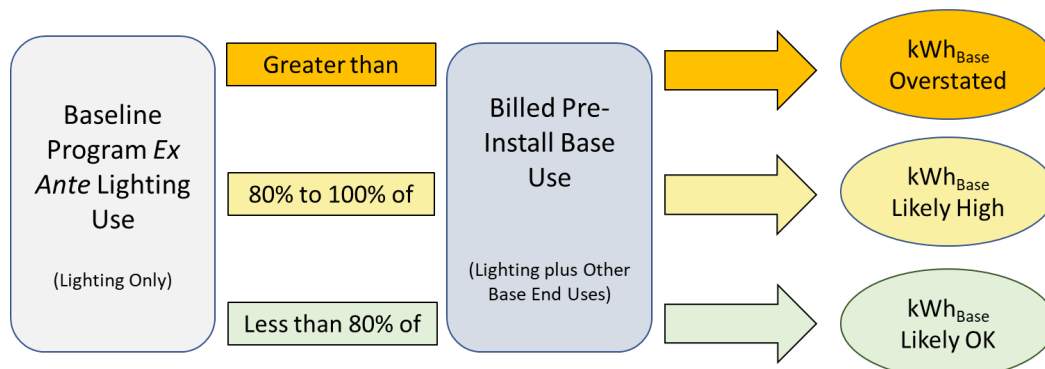 Baseline
Program Ex
Ante Lighting
Use
(Lighting Only)
Greater than
80% to 100% of
Less than 80% of
Billed Pre-
Install Base
Use
(Lighting plus Other
Base End Uses)
kWhBase
Overstated
kWhBase
Likely High
kWhBase
Likely OK